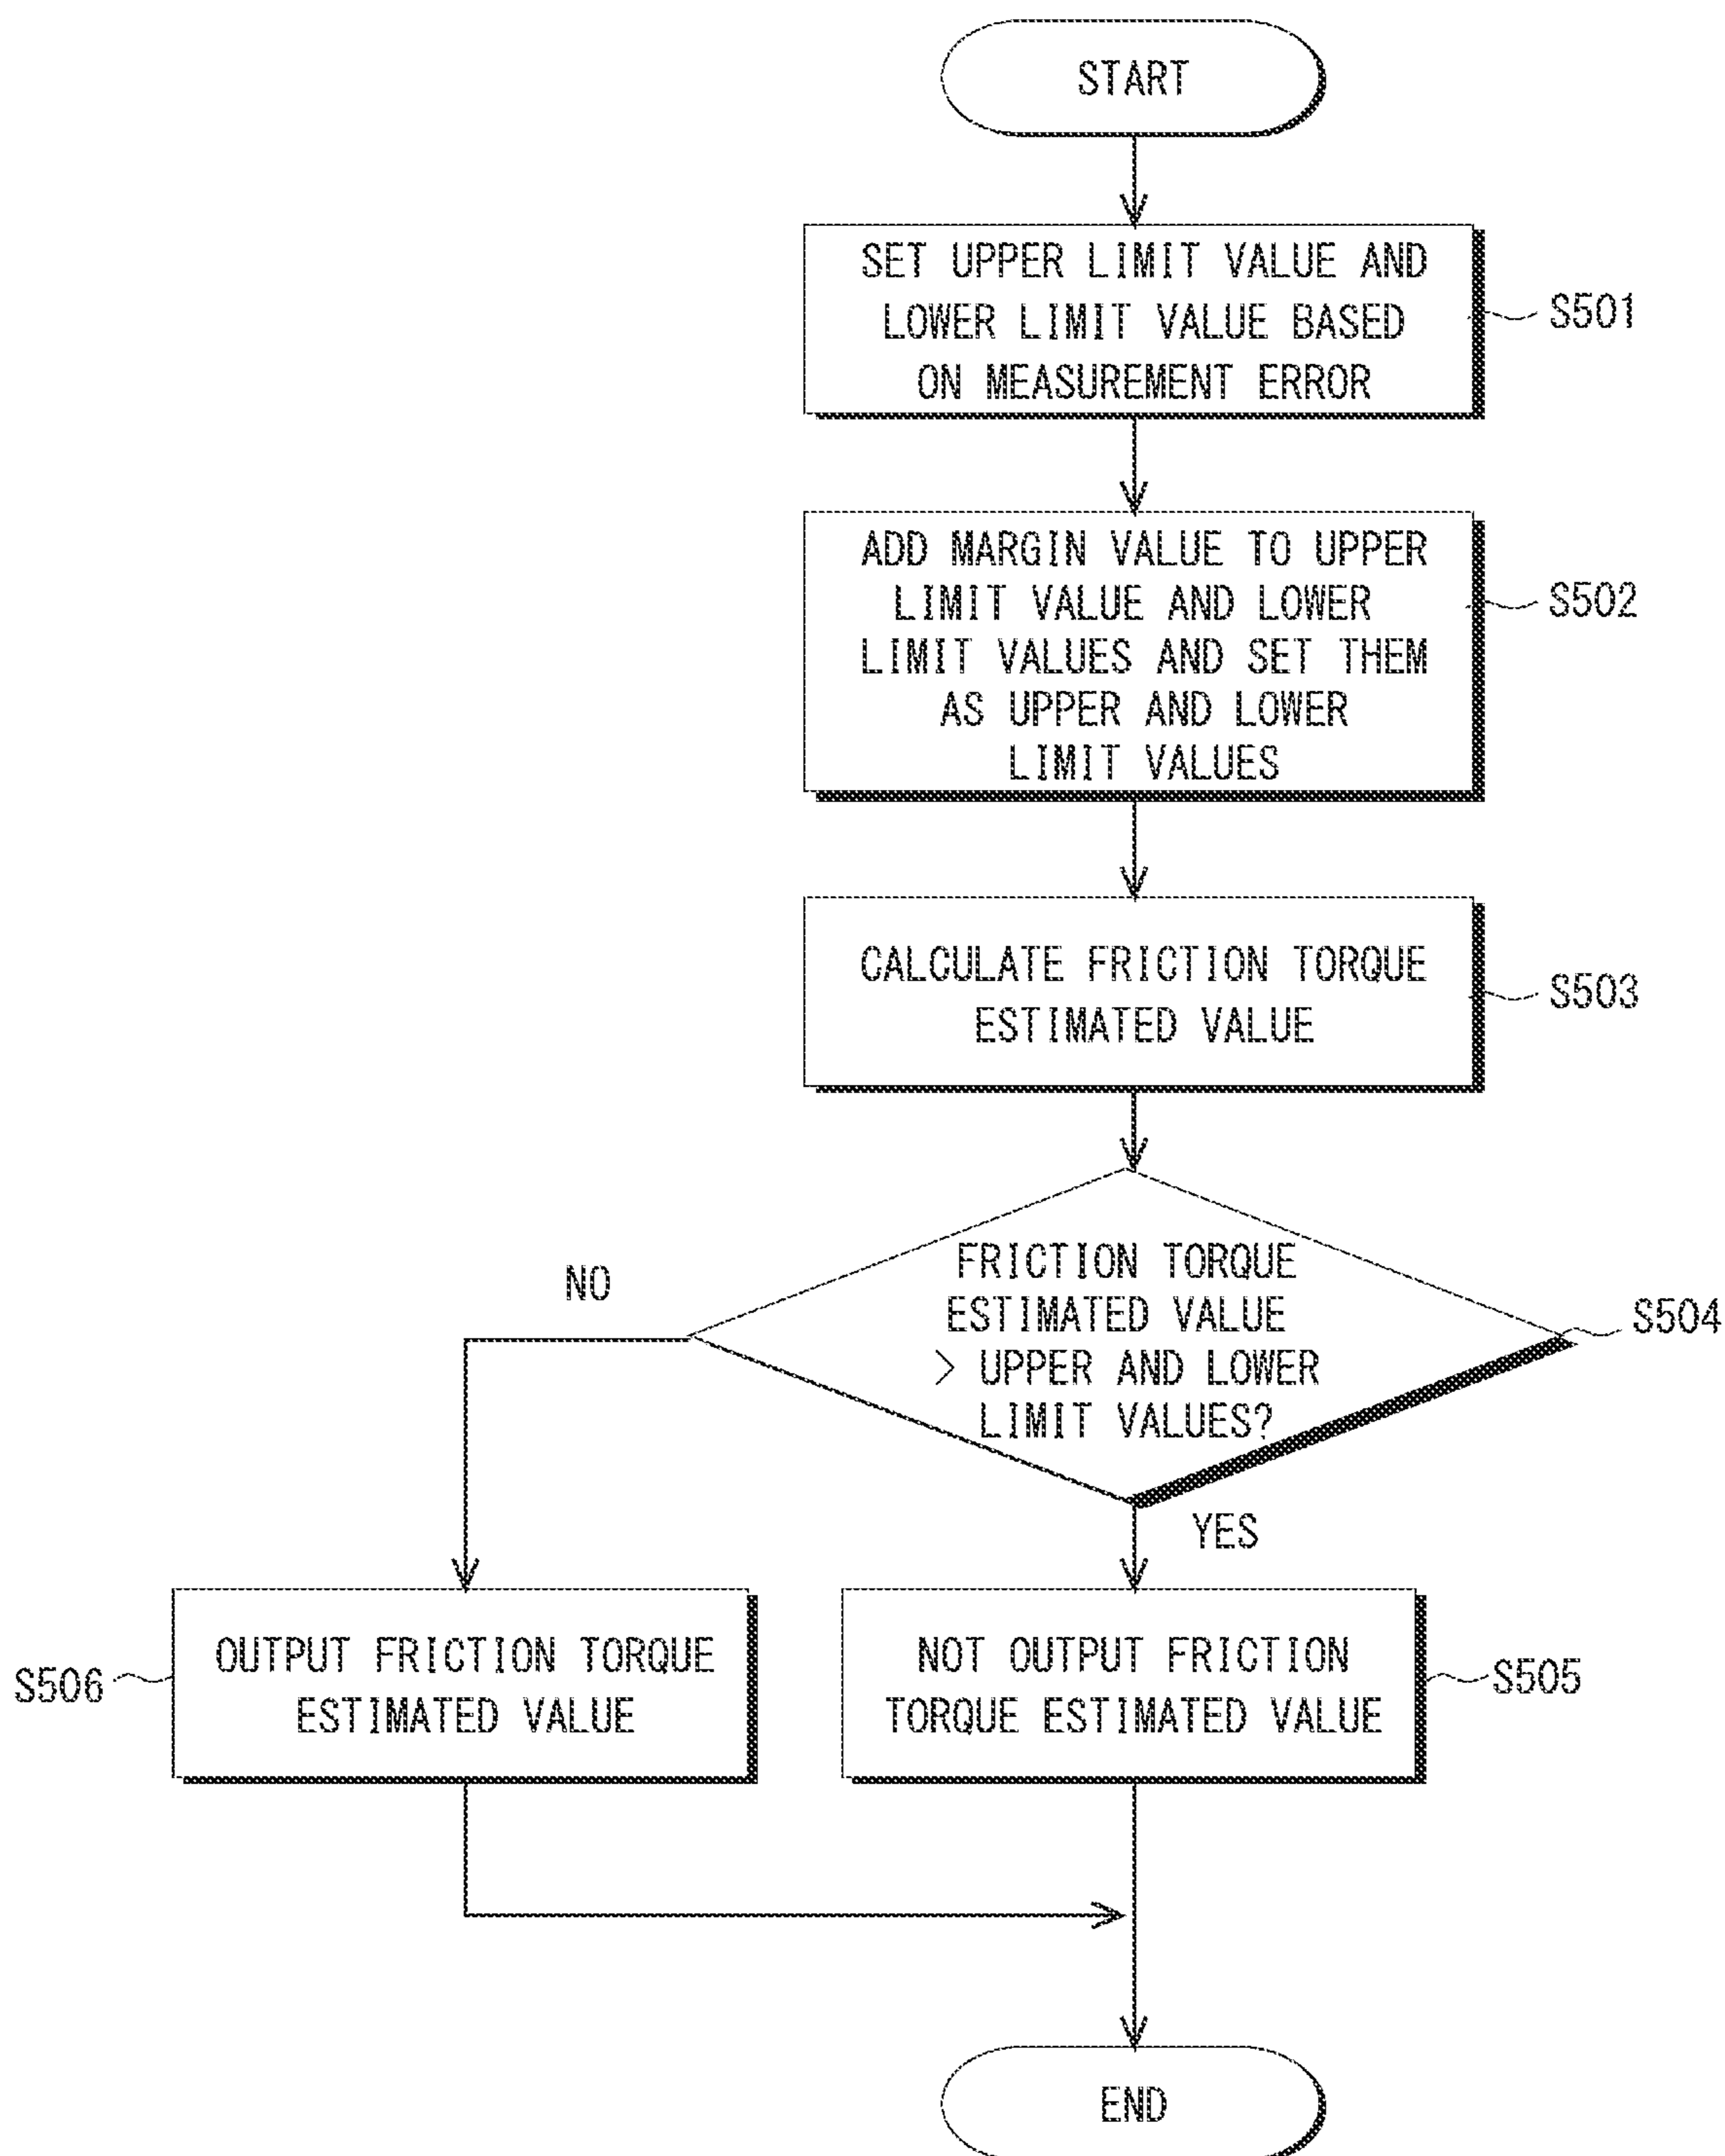 START
SET UPPER LIMIT VALUE AND
LOWER LIMIT VALUE BASED
ON MEASUREMENT ERROR
S501
ADD MARGIN VALUE TO UPPER
LIMIT VALUE AND LOWER
LIMIT VALUES AND SET THEM
AS UPPER AND LOWER
LIMIT VALUES
S502
CALCULATE FRICTION TORQUE
ESTIMATED VALUE
S503
FRICTION TORQUE
ESTIMATED VALUE
> UPPER AND LOWER
LIMIT VALUES?
S504
NO
YES
OUTPUT FRICTION TORQUE
ESTIMATED VALUE
S506
NOT OUTPUT FRICTION
TORQUE ESTIMATED VALUE
S505
END